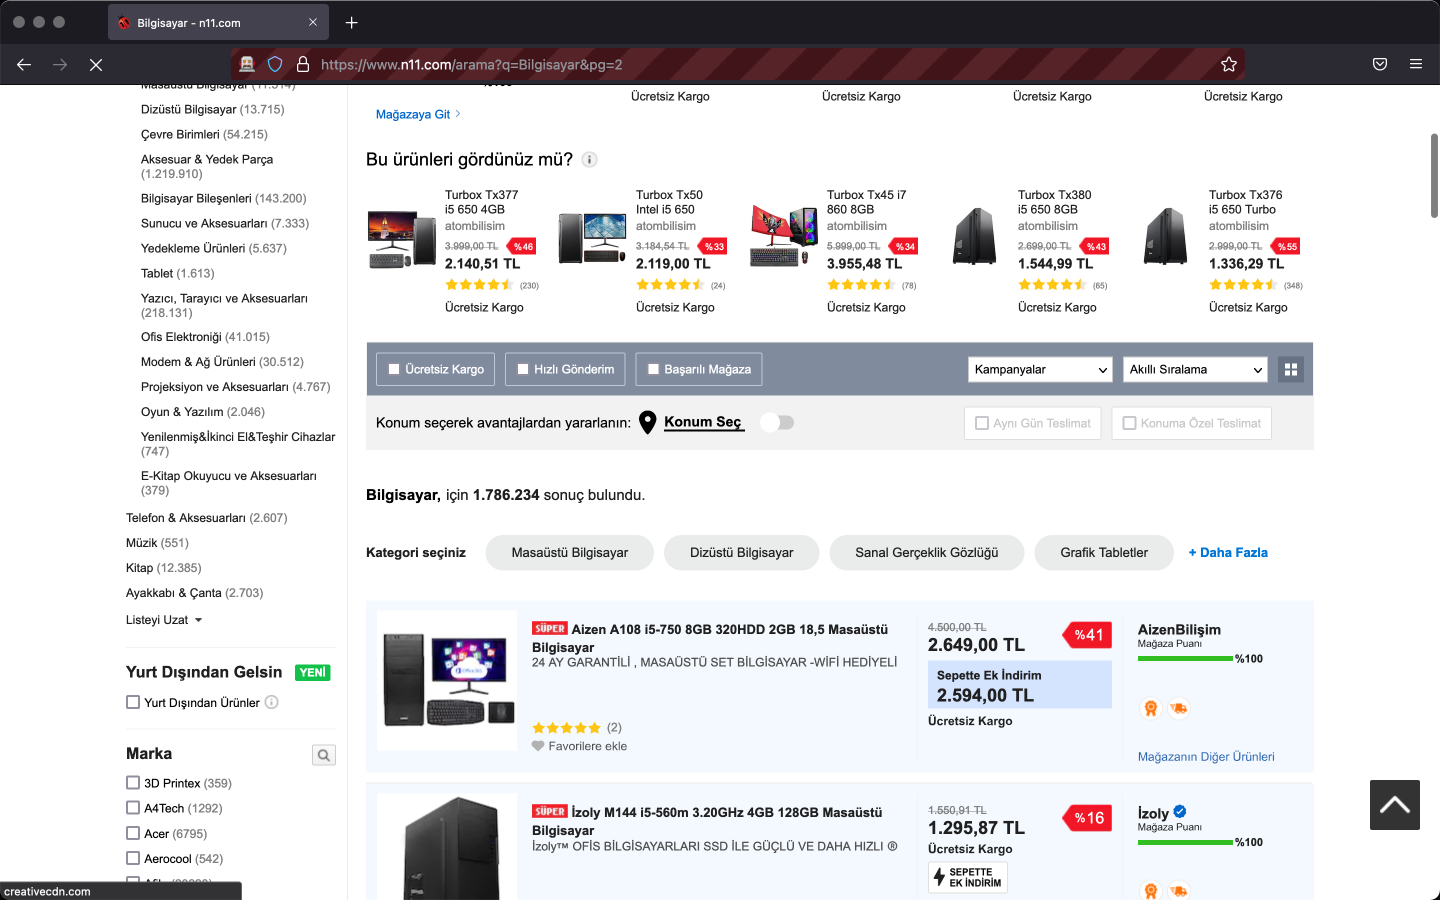 Bilgisayar - n11.com
https://www.n11.com/arama?q=Bilgisayar&pg=2
Masaüstü Bilgisayar
Dizüstü Bilgisayar (13.715)
Çevre Birimleri (54.215)
Aksesuar & Yedek Parça
(1.219.910)
Bilgisayar Bileşenleri (143.200)
Sunucu ve Aksesuarları (7.333)
Yedekleme Ürünleri (5.637)
Tablet (1.613)
Yazıcı, Tarayıcı ve Aksesuarları
(218.131)
Ofis Elektroniği (41.015)
Modem & Ağ Ürünleri (30.512)
Projeksiyon ve Aksesuarları (4.767)
Oyun & Yazılım (2.046)
Yenilenmiş&İkinci El&Teşhir Cihazlar
(747)
E-Kitap Okuyucu ve Aksesuarları
(379)
Telefon & Aksesuarları (2.607)
Müzik (551)
Kitap (12.385)
Ayakkabı & Çanta (2.703)
Listeyi Uzat
Yurt Dışından Gelsin YENİ
Yurt Dışından Ürünler
Marka
3D Printex (359)
A4Tech (1292)
Acer (6795)
Aerocool (542)
creativecdn.com
Ücretsiz Kargo
Ücretsiz Kargo
Ücretsiz Kargo
Ücretsiz Kargo
Mağazaya Git
Bu ürünleri gördünüz mü?
Turbox Tx377
i5 650 4GB
atombilisim
3.999,00 TL %46
2.140,51 TL
(230)
Ücretsiz Kargo
Turbox Tx50
Intel i5 650
atombilisim
3.184,54 TL %33
2.119,00 TL
(24)
Ücretsiz Kargo
Turbox Tx45 i7
860 8GB
atombilisim
5.999,00 TL %34
3.955,48 TL
(78)
Ücretsiz Kargo
Turbox Tx380
i5 650 8GB
atombilisim
2.699,00 TL %43
1.544,99 TL
(65)
Ücretsiz Kargo
Turbox Tx376
i5 650 Turbo
atombilisim
2.999,00 TL %55
1.336,29 TL
(348)
Ücretsiz Kargo
Ücretsiz Kargo Hızlı Gönderim Başarılı Mağaza Kampanyalar Akıllı Sıralama
Konum seçerek avantajlardan yararlanın: Konum Seç Aynı Gün Teslimat Konuma Özel Teslimat
Bilgisayar, için 1.786.234 sonuç bulundu.
Kategori seçiniz Masaüstü Bilgisayar Dizüstü Bilgisayar Sanal Gerçeklik Gözlüğü Grafik Tabletler + Daha Fazla
SÜPER Aizen A108 i5-750 8GB 320HDD 2GB 18,5 Masaüstü
Bilgisayar
24 AY GARANTİLİ , MASAÜSTÜ SET BİLGİSAYAR -WİFİ HEDİYELİ
(2)
Favorilere ekle
4.500,00 TL
2.649,00 TL
%41
Sepette Ek İndirim
2.594,00 TL
Ücretsiz Kargo
AizenBilişim
Mağaza Puanı
%100
Mağazanın Diğer Ürünleri
SÜPER İzoly M144 i5-560m 3.20GHz 4GB 128GB Masaüstü
Bilgisayar
İzoly™ OFİS BİLGİSAYARLARI SSD İLE GÜÇLÜ VE DAHA HIZLI ®
1.550,91 TL
1.295,87 TL
%16
Ücretsiz Kargo
SEPETTE
EK İNDİRİM
İzoly
Mağaza Puanı
%100